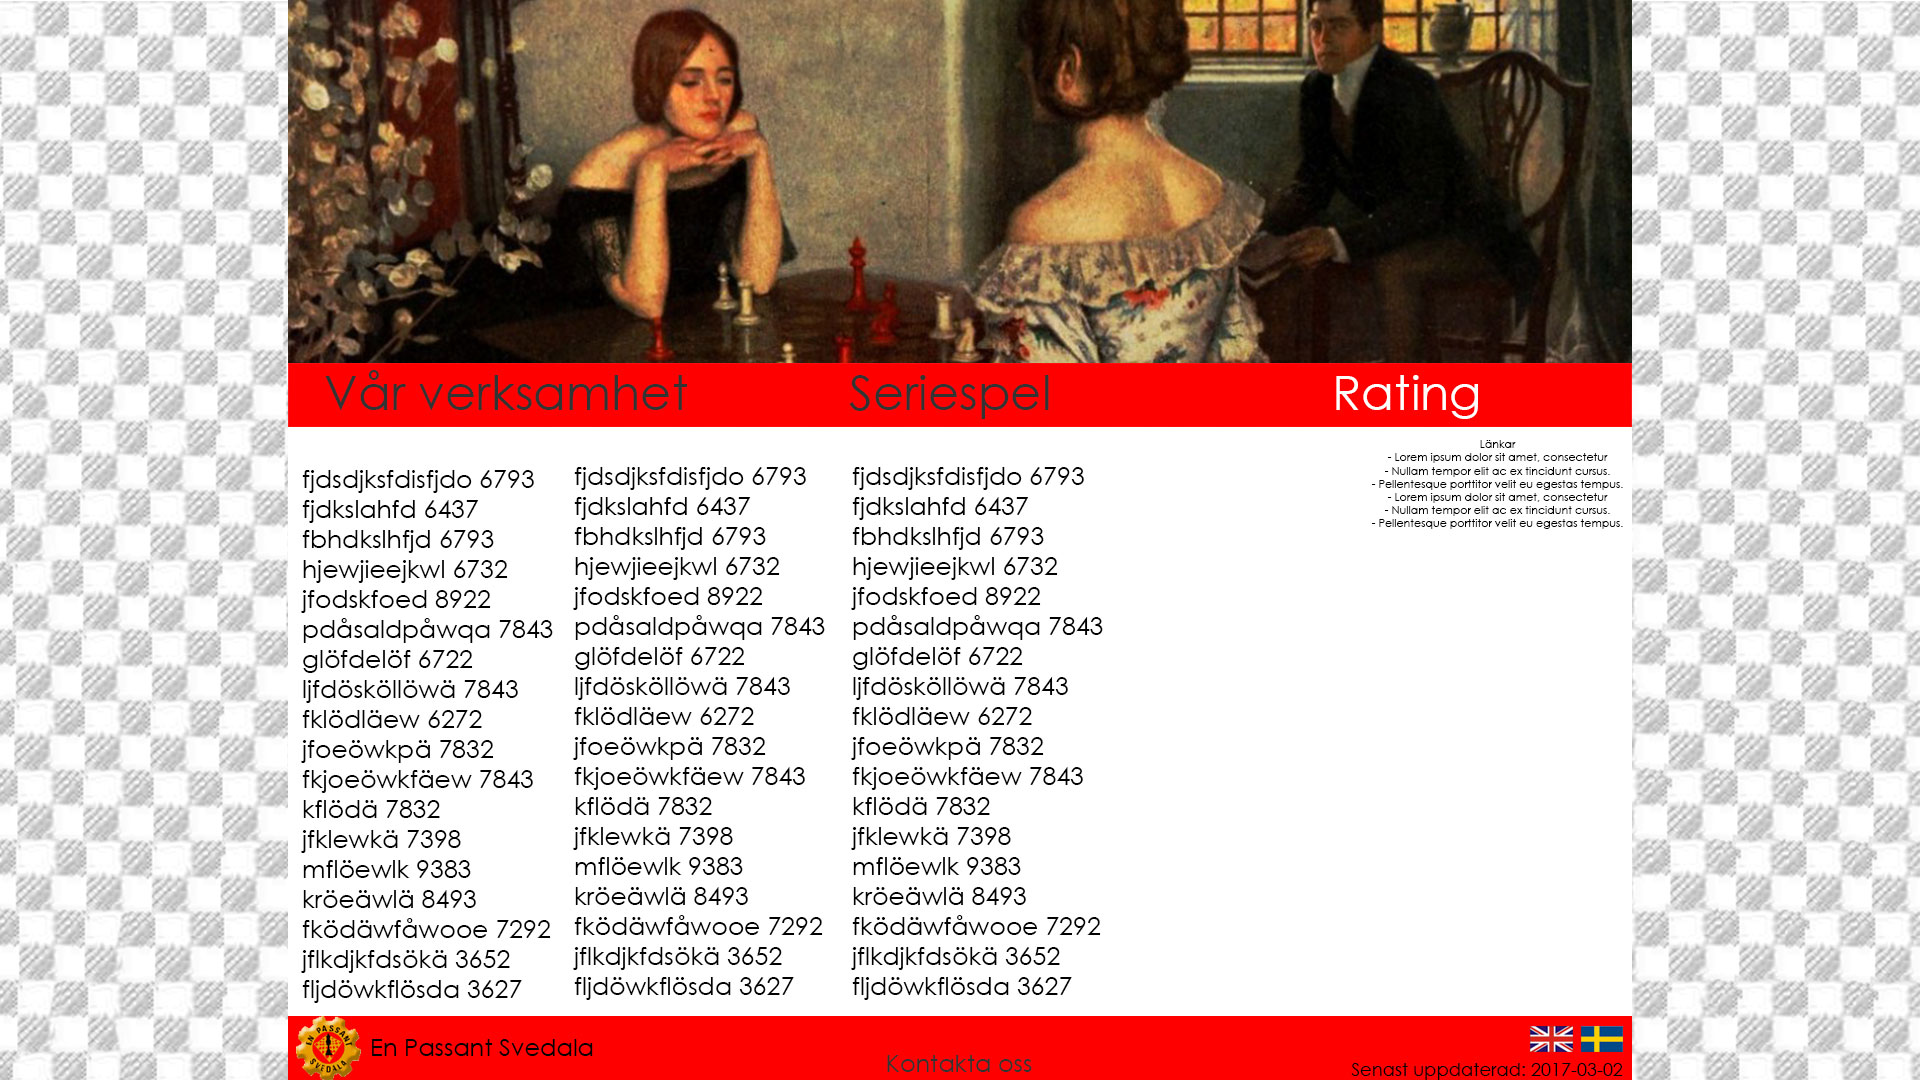 Vår verksamhet Seriespel Rating
fjdsdjksfdisfjdo 6793
fjdkslahfd 6437
fbhdkslhfjd 6793
hjewjieejkwl 6732
jfodskfoed 8922
pdåsaldpåwqa 7843
glöfdelöf 6722
ljfdösköllöwä 7843
fklödläew 6272
jfoeöwkpä 7832
fkjoeöwkfäew 7843
kflödä 7832
jfklewkä 7398
mflöewlk 9383
kröeäwlä 8493
fködäwfåwooe 7292
jflkdjkfdsökä 3652
fljdöwkflösda 3627
fjdsdjksfdisfjdo 6793
fjdkslahfd 6437
fbhdkslhfjd 6793
hjewjieejkwl 6732
jfodskfoed 8922
pdåsaldpåwqa 7843
glöfdelöf 6722
ljfdösköllöwä 7843
fklödläew 6272
jfoeöwkpä 7832
fkjoeöwkfäew 7843
kflödä 7832
jfklewkä 7398
mflöewlk 9383
kröeäwlä 8493
fködäwfåwooe 7292
jflkdjkfdsökä 3652
fljdöwkflösda 3627
fjdsdjksfdisfjdo 6793
fjdkslahfd 6437
fbhdkslhfjd 6793
hjewjieejkwl 6732
jfodskfoed 8922
pdåsaldpåwqa 7843
glöfdelöf 6722
ljfdösköllöwä 7843
fklödläew 6272
jfoeöwkpä 7832
fkjoeöwkfäew 7843
kflödä 7832
jfklewkä 7398
mflöewlk 9383
kröeäwlä 8493
fködäwfåwooe 7292
jflkdjkfdsökä 3652
fljdöwkflösda 3627
Länkar
- Lorem ipsum dolor sit amet, consectetur
- Nullam tempor elit ac ex tincidunt cursus.
- Pellentesque porttitor velit eu egestas tempus.
- Lorem ipsum dolor sit amet, consectetur
- Nullam tempor elit ac ex tincidunt cursus.
- Pellentesque porttitor velit eu egestas tempus.
EN PASSANT
SVEDALA
En Passant Svedala
Kontakta oss
Senast uppdaterad: 2017-03-02